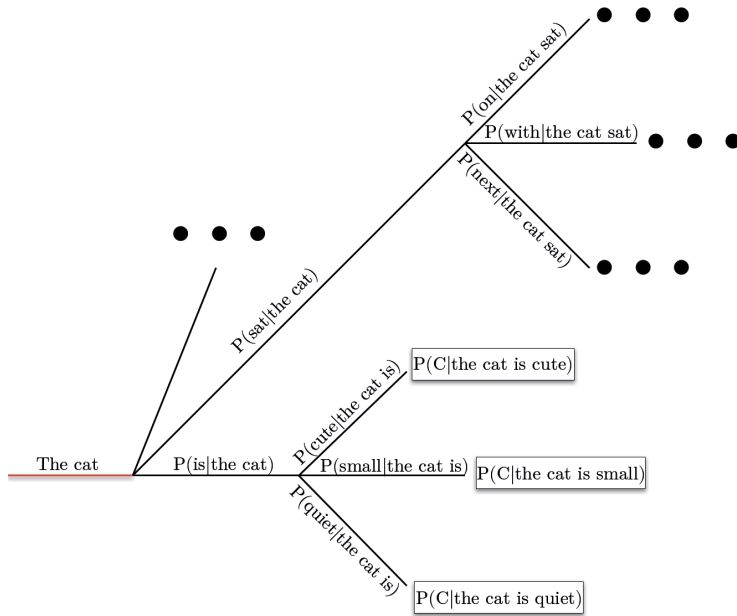 P(on|the cat sat)
P(with|the cat sat)
P(next|the cat sat)
P(sat|the cat)
P(C|the cat is cute)
P(cute|the cat is)
The cat
P(is|the cat)
P(small|the cat is)
P(C|the cat is small)
P(quiet|the cat is)
P(C|the cat is quiet)